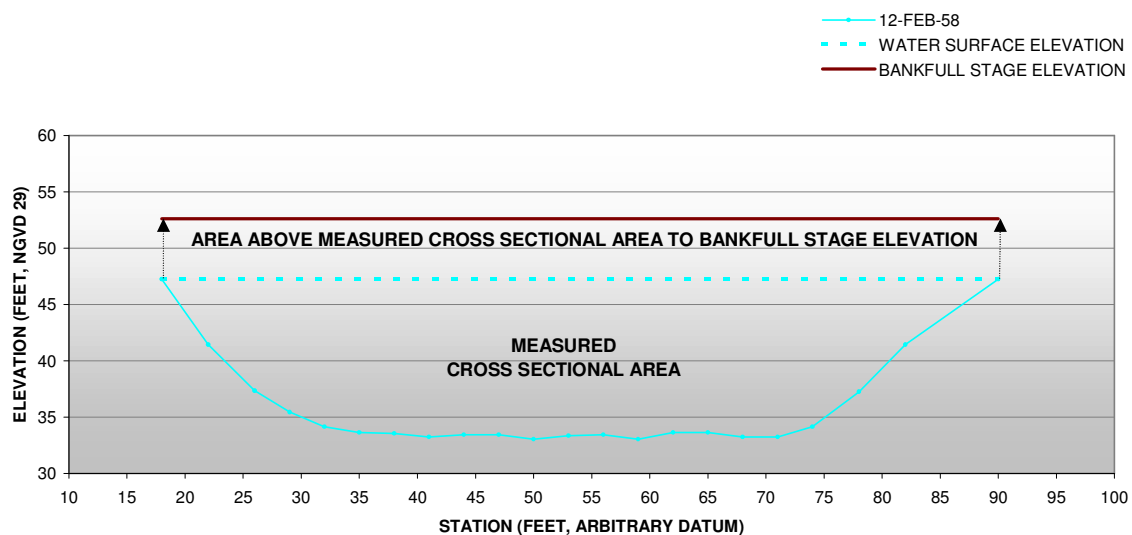 12-FEB-58
WATER SURFACE ELEVATION
BANKFULL STAGE ELEVATION
60
55
50
45
40
35
30
ELEVATION (FEET, NGVD 29)
AREA ABOVE MEASURED CROSS SECTIONAL AREA TO BANKFULL STAGE ELEVATION
MEASURED
CROSS SECTIONAL AREA
10 15 20 25 30 35 40 45 50 55 60 65 70 75 80 85 90 95 100
STATION (FEET, ARBITRARY DATUM)